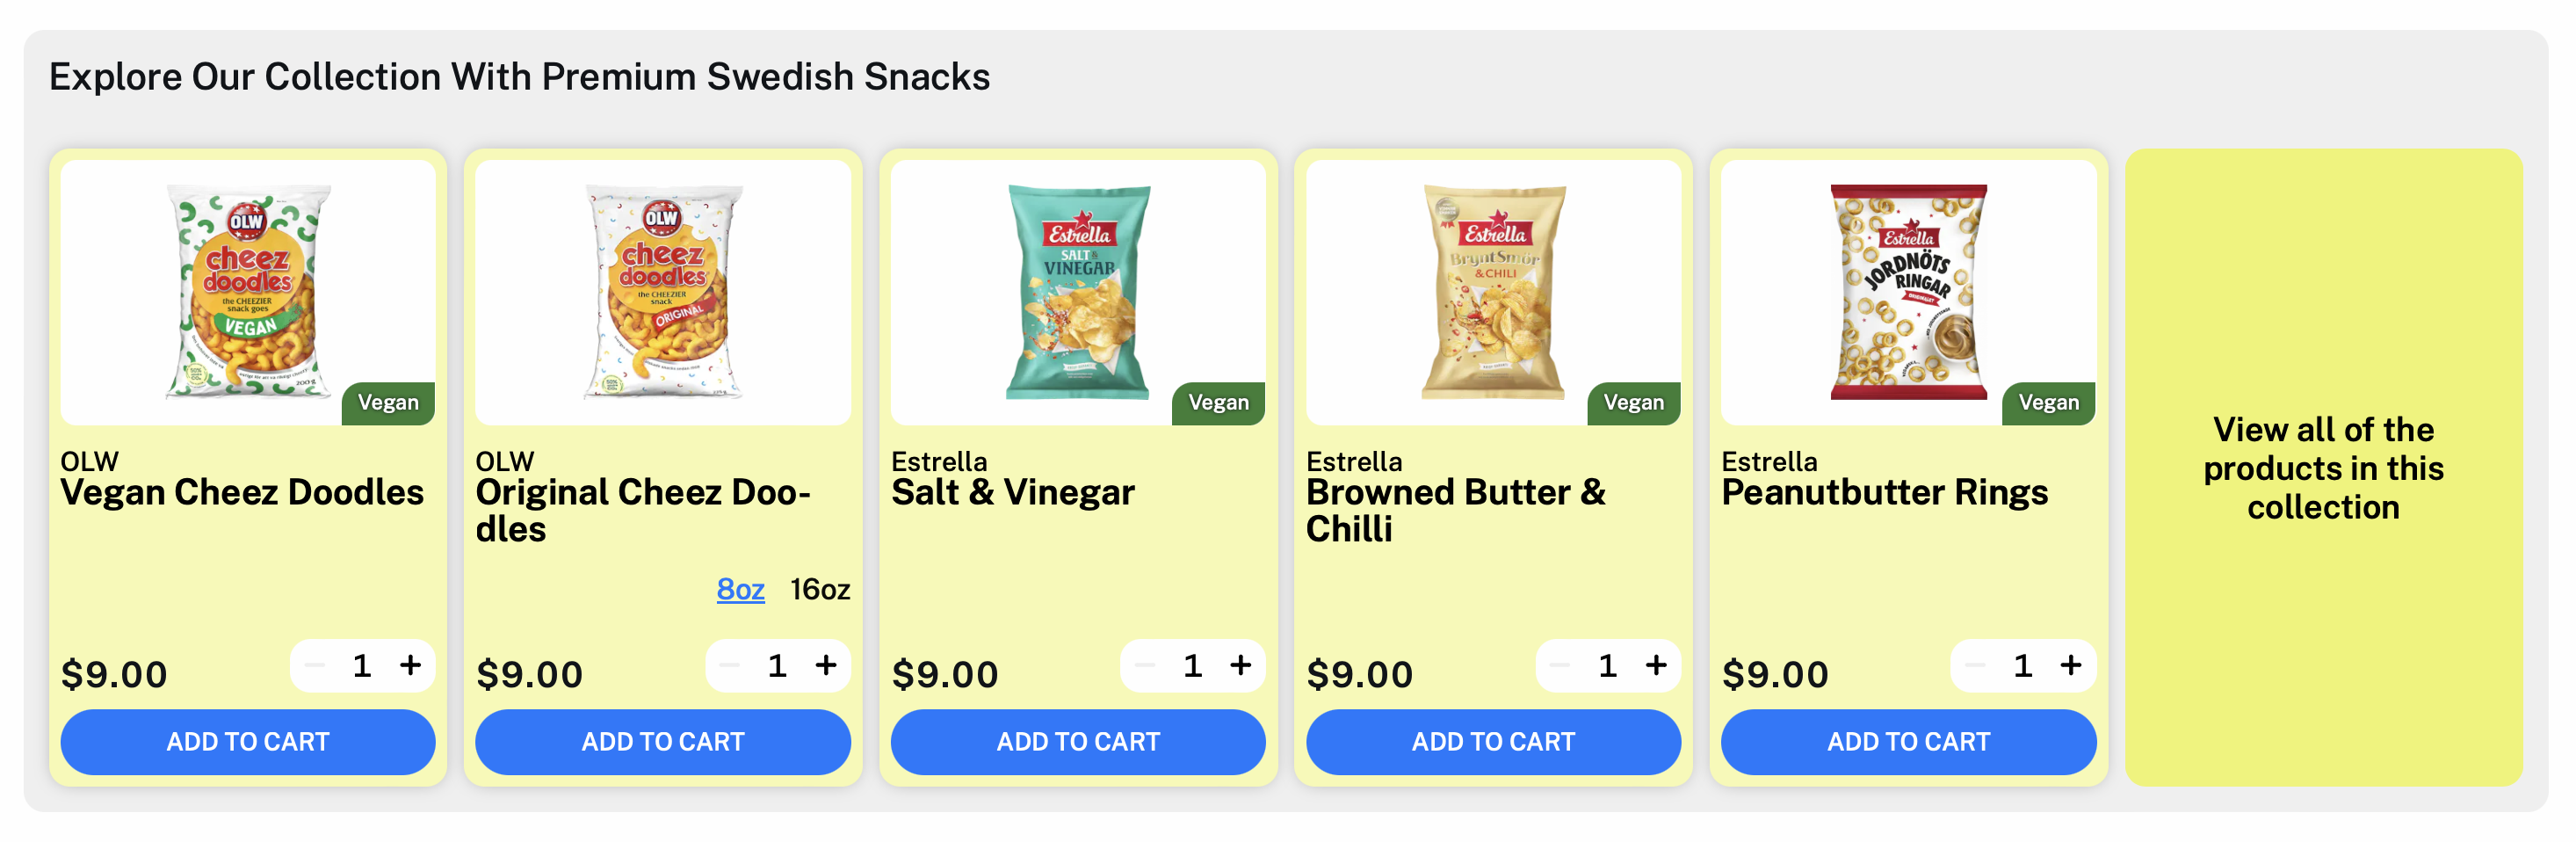 Explore Our Collection With Premium Swedish Snacks
OLW
cheez
doodles
the CHEEZIER
snack goes
VEGAN
200 g
Vegan
OLW
Vegan Cheez Doodles
$9.00
1
ADD TO CART
OLW
cheez
doodles
the CHEEZIER
snack
ORIGINAL
OLW
Original Cheez Doo-
dles
8oz 16oz
$9.00
1
ADD TO CART
Estrella
SALT &
VINEGAR
Vegan
Estrella
Salt & Vinegar
$9.00
1
ADD TO CART
Estrella
BryntSmör
& CHILI
Vegan
Estrella
Browned Butter &
Chilli
$9.00
1
ADD TO CART
Estrella
JORDNÖTS
RINGAR
ORIGINALET
Vegan
Estrella
Peanutbutter Rings
$9.00
1
ADD TO CART
View all of the
products in this
collection